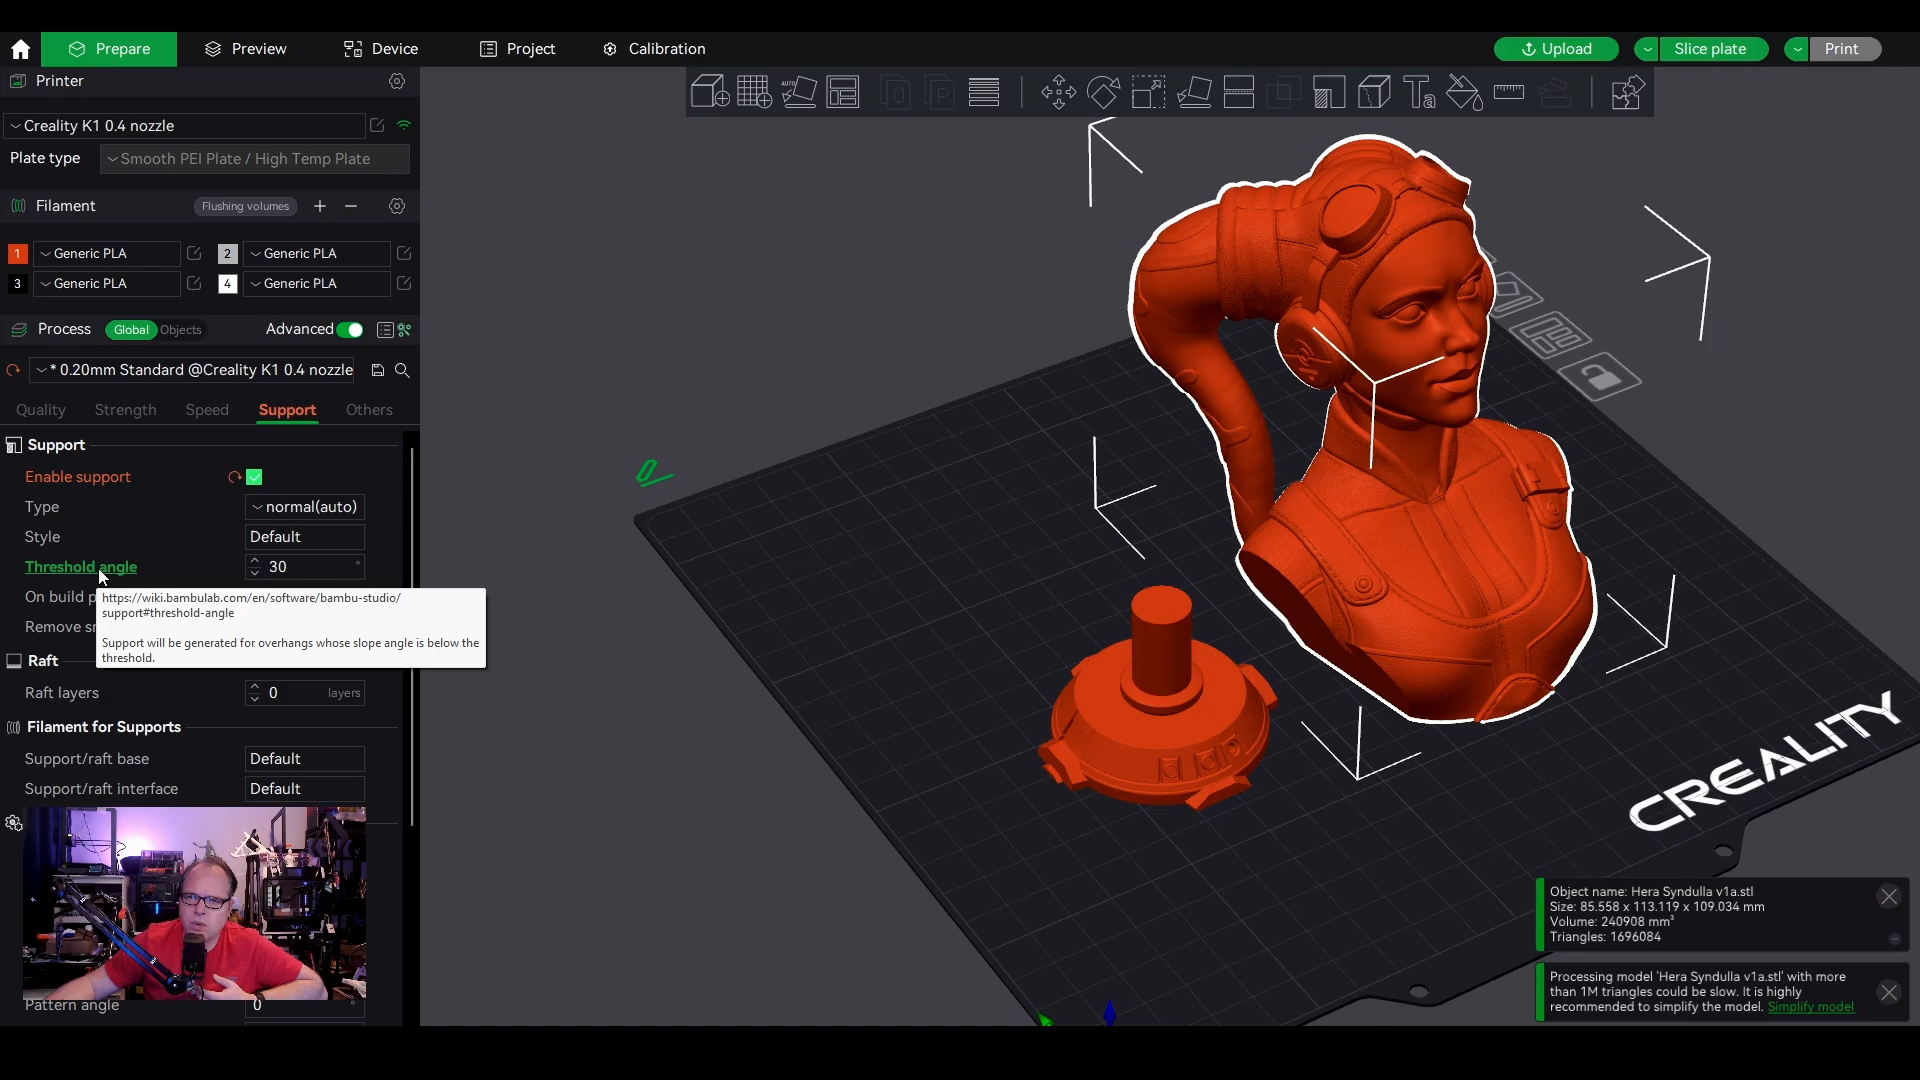 Prepare
Preview
Device
Project
Calibration
Upload
Slice plate
Print
Printer
Creality K1 0.4 nozzle
Plate type
Smooth PEI Plate / High Temp Plate
Filament
Flushing volumes
1 Generic PLA
2 Generic PLA
3 Generic PLA
4 Generic PLA
Process
Global
Objects
Advanced
* 0.20mm Standard @Creality K1 0.4 nozzle
Quality
Strength
Speed
Support
Others
Support
Enable support
Type normal(auto)
Style Default
Threshold angle 30 °
On build p
Remove sr
https://wiki.bambulab.com/en/software/bambu-studio/
support#threshold-angle
Support will be generated for overhangs whose slope angle is below the
threshold.
Raft
Raft layers 0 layers
Filament for Supports
Support/raft base Default
Support/raft interface Default
Pattern angle 0 °
AUTO
0
P
Ta
CREALITY
Object name: Hera Syndulla v1a.stl
Size: 85.558 x 113.119 x 109.034 mm
Volume: 240908 mm³
Triangles: 1696084
Processing model 'Hera Syndulla v1a.stl' with more
than 1M triangles could be slow. It is highly
recommended to simplify the model. Simplify model